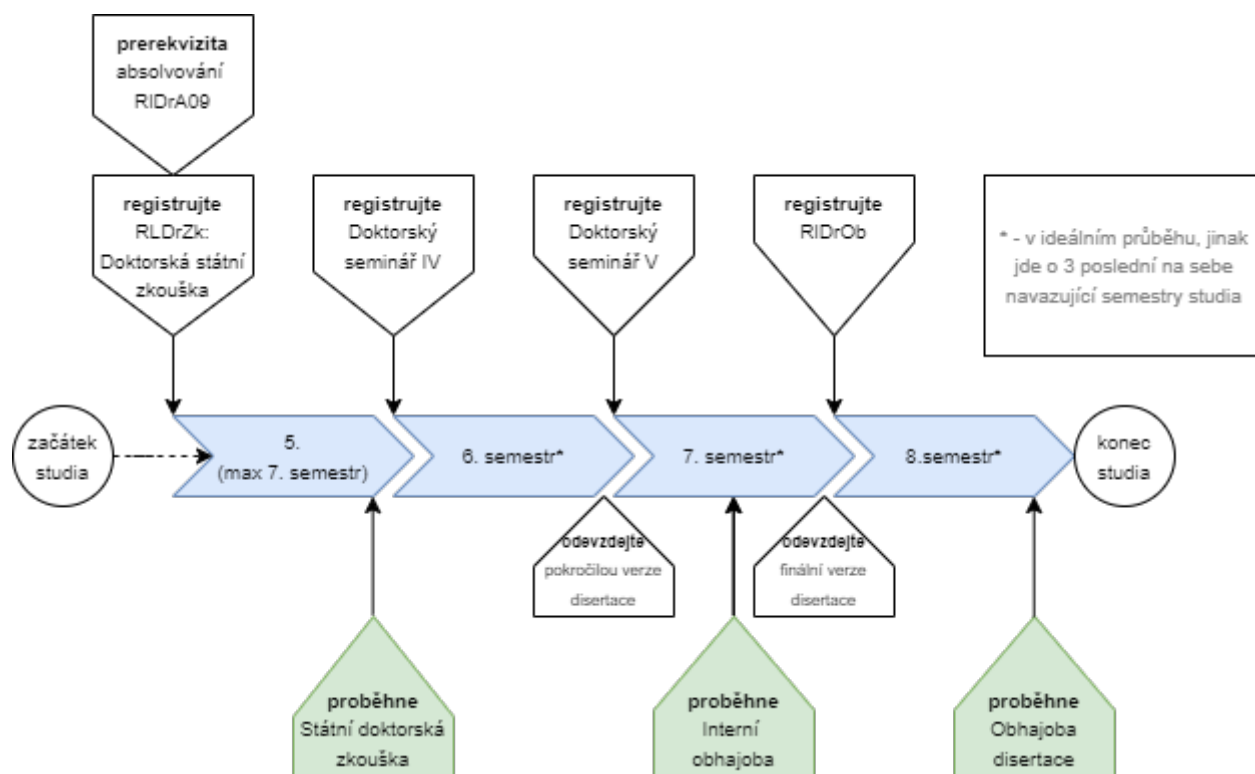 prerekvizita
absolvování
RIDrA09
registrujte
RLDrZk:
Doktorská státní
zkouška
registrujte
Doktorský
seminář IV
registrujte
Doktorský
seminář V
registrujte
RIDrOb
* - v ideálním průběhu, jinak
jde o 3 poslední na sebe
navazující semestry studia
začátek
studia
5.
(max 7. semestr)
6. semestr*
7. semestr*
8.semestr*
konec
studia
odevzdejte
pokročilou verze
disertace
odevzdejte
finální verze
disertace
proběhne
Státní doktorská
zkouška
proběhne
Interní
obhajoba
proběhne
Obhajoba
disertace